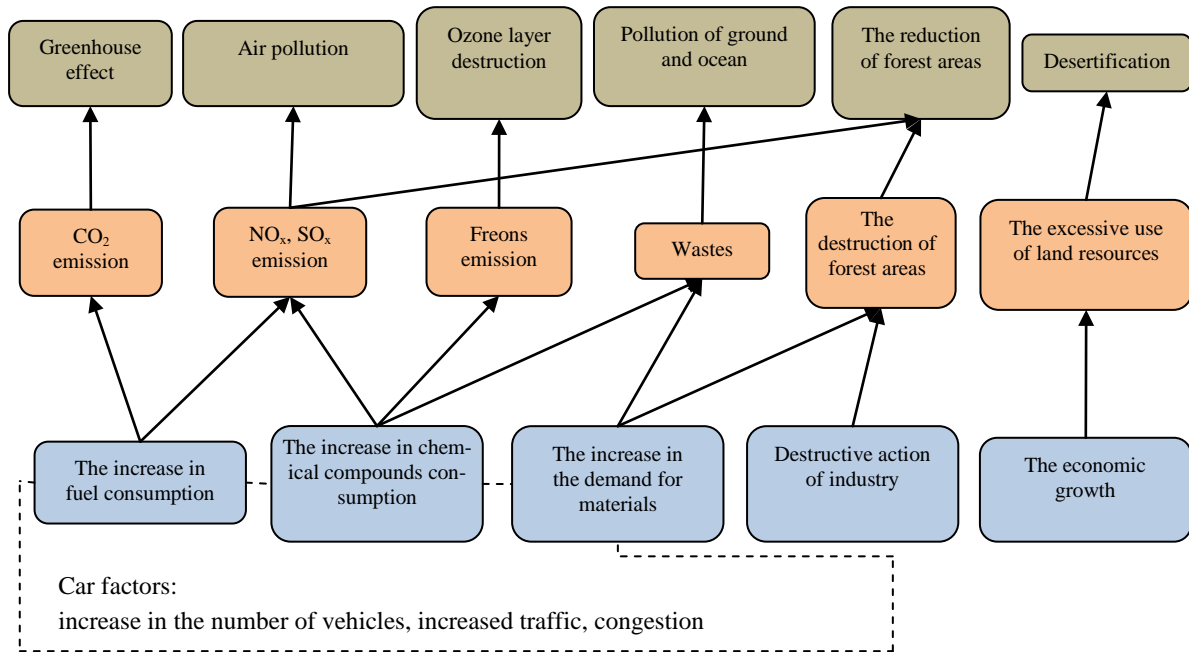 Greenhouse
effect
Air pollution
Ozone layer
destruction
Pollution of ground
and ocean
The reduction
of forest areas
Desertification
CO₂
emission
NOₓ, SOₓ
emission
Freons
emission
Wastes
The
destruction of
forest areas
The excessive use
of land resources
The increase in
fuel consumption
The increase in chem-
ical compounds con-
sumption
The increase in
the demand for
materials
Destructive action
of industry
The economic
growth
Car factors:
increase in the number of vehicles, increased traffic, congestion